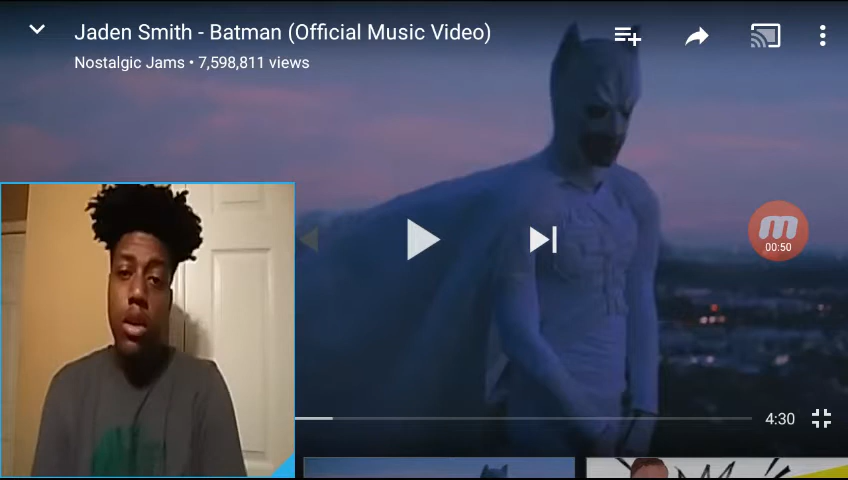 Jaden Smith - Batman (Official Music Video)
Nostalgic Jams • 7,598,811 views
00:50
4:30